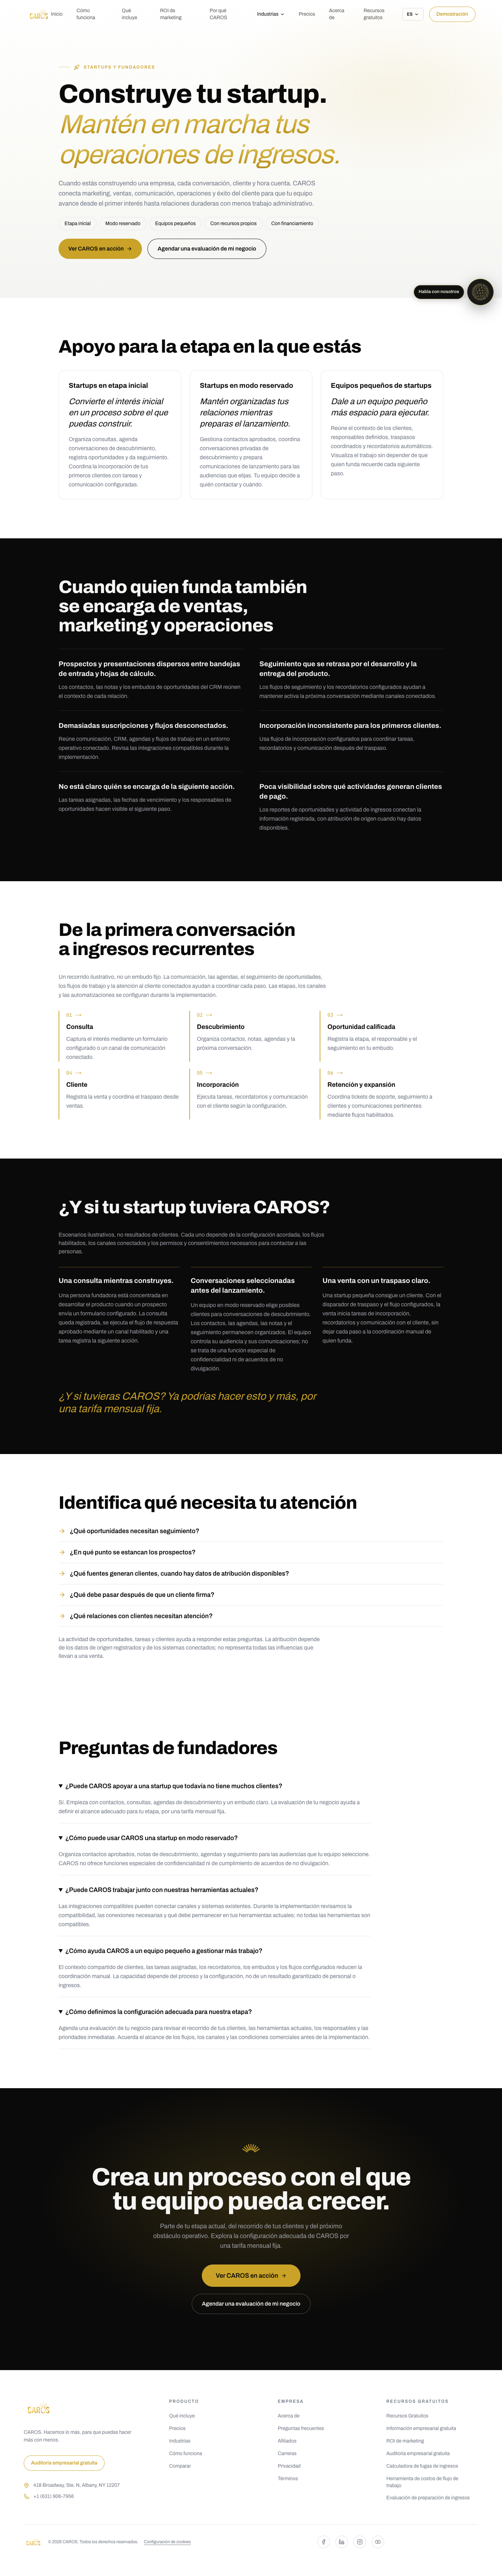 CAROS
Inicio
Cómo funciona
Qué incluye
ROI de marketing
Por qué CAROS
Industrias
Precios
Acerca de
Recursos gratuitos
ES
Demostración
STARTUPS Y FUNDADORES
Construye tu startup.
Mantén en marcha tus
operaciones de ingresos.
Cuando estás construyendo una empresa, cada conversación, cliente y hora cuenta. CAROS
conecta marketing, ventas, comunicación, operaciones y éxito del cliente para que tu equipo
avance desde el primer interés hasta relaciones duraderas con menos trabajo administrativo.
Etapa inicial
Modo reservado
Equipos pequeños
Con recursos propios
Con financiamiento
Ver CAROS en acción
Agendar una evaluación de mi negocio
Habla con nosotros
Apoyo para la etapa en la que estás
Startups en etapa inicial
Convierte el interés inicial
en un proceso sobre el que
puedas construir.
Organiza consultas, agenda
conversaciones de descubrimiento,
registra oportunidades y da seguimiento.
Coordina la incorporación de tus
primeros clientes con tareas y
comunicación configuradas.
Startups en modo reservado
Mantén organizadas tus
relaciones mientras
preparas el lanzamiento.
Gestiona contactos aprobados, coordina
conversaciones privadas de
descubrimiento y prepara
comunicaciones de lanzamiento para las
audiencias que elijas. Tu equipo decide a
quién contactar y cuándo.
Equipos pequeños de startups
Dale a un equipo pequeño
más espacio para ejecutar.
Reúne el contexto de los clientes,
responsables definidos, traspasos
coordinados y recordatorios automáticos.
Visualiza el trabajo sin depender de que
quien funda recuerde cada siguiente
paso.
Cuando quien funda también
se encarga de ventas,
marketing y operaciones
Prospectos y presentaciones dispersos entre bandejas
de entrada y hojas de cálculo.
Los contactos, las notas y los embudos de oportunidades del CRM reúnen
el contexto de cada relación.
Seguimiento que se retrasa por el desarrollo y la
entrega del producto.
Los flujos de seguimiento y los recordatorios configurados ayudan a
mantener activa la próxima conversación mediante canales conectados.
Demasiadas suscripciones y flujos desconectados.
Reúne comunicación, CRM, agendas y flujos de trabajo en un entorno
operativo conectado. Revisa las integraciones compatibles durante la
implementación.
Incorporación inconsistente para los primeros clientes.
Usa flujos de incorporación configurados para coordinar tareas,
recordatorios y comunicación después del traspaso.
No está claro quién se encarga de la siguiente acción.
Las tareas asignadas, las fechas de vencimiento y los responsables de
oportunidades hacen visible el siguiente paso.
Poca visibilidad sobre qué actividades generan clientes
de pago.
Los reportes de oportunidades y actividad de ingresos conectan la
información registrada, con atribución de origen cuando hay datos
disponibles.
De la primera conversación
a ingresos recurrentes
Un recorrido ilustrativo, no un embudo fijo. La comunicación, las agendas, el seguimiento de oportunidades,
los flujos de trabajo y la atención al cliente conectados ayudan a coordinar cada paso. Las etapas, los canales
y las automatizaciones se configuran durante la implementación.
01
Consulta
Captura el interés mediante un formulario
configurado o un canal de comunicación
conectado.
02
Descubrimiento
Organiza contactos, notas, agendas y la
próxima conversación.
03
Oportunidad calificada
Registra la etapa, el responsable y el
seguimiento en tu embudo.
04
Cliente
Registra la venta y coordina el traspaso desde
ventas.
05
Incorporación
Ejecuta tareas, recordatorios y comunicación
con el cliente según la configuración.
06
Retención y expansión
Coordina tickets de soporte, seguimiento a
clientes y comunicaciones pertinentes
mediante flujos habilitados.
¿Y si tu startup tuviera CAROS?
Escenarios ilustrativos, no resultados de clientes. Cada uno depende de la configuración acordada, los flujos
habilitados, los canales conectados y los permisos y consentimientos necesarios para contactar a las
personas.
Una consulta mientras construyes.
Una persona fundadora está concentrada en
desarrollar el producto cuando un prospecto
envía un formulario configurado. La consulta
queda registrada, se ejecuta el flujo de respuesta
aprobado mediante un canal habilitado y una
tarea registra la siguiente acción.
Conversaciones seleccionadas
antes del lanzamiento.
Un equipo en modo reservado elige posibles
clientes para conversaciones de descubrimiento.
Los contactos, las agendas, las notas y el
seguimiento permanecen organizados. El equipo
controla su audiencia y sus comunicaciones; no
se trata de una función especial de
confidencialidad ni de acuerdos de no
divulgación.
Una venta con un traspaso claro.
Una startup pequeña consigue un cliente. Con el
disparador de traspaso y el flujo configurados, la
venta inicia tareas de incorporación,
recordatorios y comunicación con el cliente, sin
dejar cada paso a la coordinación manual de
quien funda.
¿Y si tuvieras CAROS? Ya podrías hacer esto y más, por
una tarifa mensual fija.
Identifica qué necesita tu atención
¿Qué oportunidades necesitan seguimiento?
¿En qué punto se estancan los prospectos?
¿Qué fuentes generan clientes, cuando hay datos de atribución disponibles?
¿Qué debe pasar después de que un cliente firma?
¿Qué relaciones con clientes necesitan atención?
La actividad de oportunidades, tareas y clientes ayuda a responder estas preguntas. La atribución depende
de los datos de origen registrados y de los sistemas conectados; no representa todas las influencias que
llevan a una venta.
Preguntas de fundadores
¿Puede CAROS apoyar a una startup que todavía no tiene muchos clientes?
Sí. Empieza con contactos, consultas, agendas de descubrimiento y un embudo claro. La evaluación de tu negocio ayuda a
definir el alcance adecuado para tu etapa, por una tarifa mensual fija.
¿Cómo puede usar CAROS una startup en modo reservado?
Organiza contactos aprobados, notas de descubrimiento, agendas y seguimiento para las audiencias que tu equipo seleccione.
CAROS no ofrece funciones especiales de confidencialidad ni de cumplimiento de acuerdos de no divulgación.
¿Puede CAROS trabajar junto con nuestras herramientas actuales?
Las integraciones compatibles pueden conectar canales y sistemas existentes. Durante la implementación revisamos la
compatibilidad, las conexiones necesarias y qué debe permanecer en tus herramientas actuales; no todas las herramientas son
compatibles.
¿Cómo ayuda CAROS a un equipo pequeño a gestionar más trabajo?
El contexto compartido de clientes, las tareas asignadas, los recordatorios, los embudos y los flujos configurados reducen la
coordinación manual. La capacidad depende del proceso y la configuración, no de un resultado garantizado de personal o
ingresos.
¿Cómo definimos la configuración adecuada para nuestra etapa?
Agenda una evaluación de tu negocio para revisar el recorrido de tus clientes, las herramientas actuales, los responsables y las
prioridades inmediatas. Acuerda el alcance de los flujos, los canales y las condiciones comerciales antes de la implementación.
Crea un proceso con el que
tu equipo pueda crecer.
Parte de tu etapa actual, del recorrido de tus clientes y del próximo
obstáculo operativo. Explora la configuración adecuada de CAROS por
una tarifa mensual fija.
Ver CAROS en acción
Agendar una evaluación de mi negocio
CAROS
CAROS. Hacemos lo más, para que puedas hacer
más con menos.
Auditoría empresarial gratuita
418 Broadway, Ste. N, Albany, NY 12207
+1 (631) 906-7956
PRODUCTO
Qué incluye
Precios
Industrias
Cómo funciona
Comparar
EMPRESA
Acerca de
Preguntas frecuentes
Afiliados
Carreras
Privacidad
Términos
RECURSOS GRATUITOS
Recursos Gratuitos
Información empresarial gratuita
ROI de marketing
Auditoría empresarial gratuita
Calculadora de fugas de ingresos
Herramienta de costos de flujo de
trabajo
Evaluación de preparación de ingresos
CAROS
© 2026 CAROS. Todos los derechos reservados.
Configuración de cookies